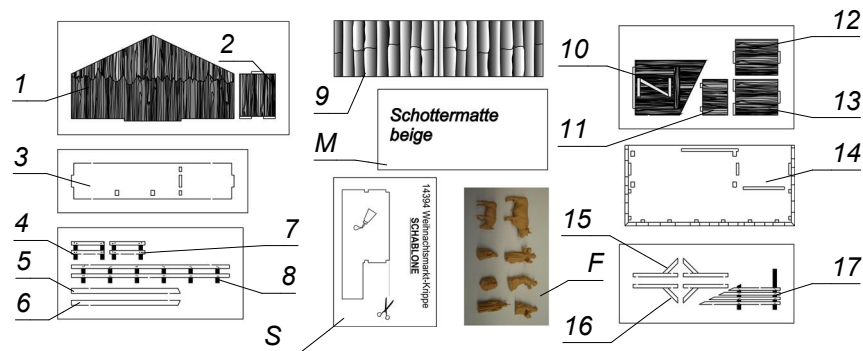 1
2
3
4
5
6
7
8
9
Schottermatte
beige
M
14394 Weihnachtsmarkt-Krippe
SCHABLONE
S
F
10
11
12
13
14
15
16
17